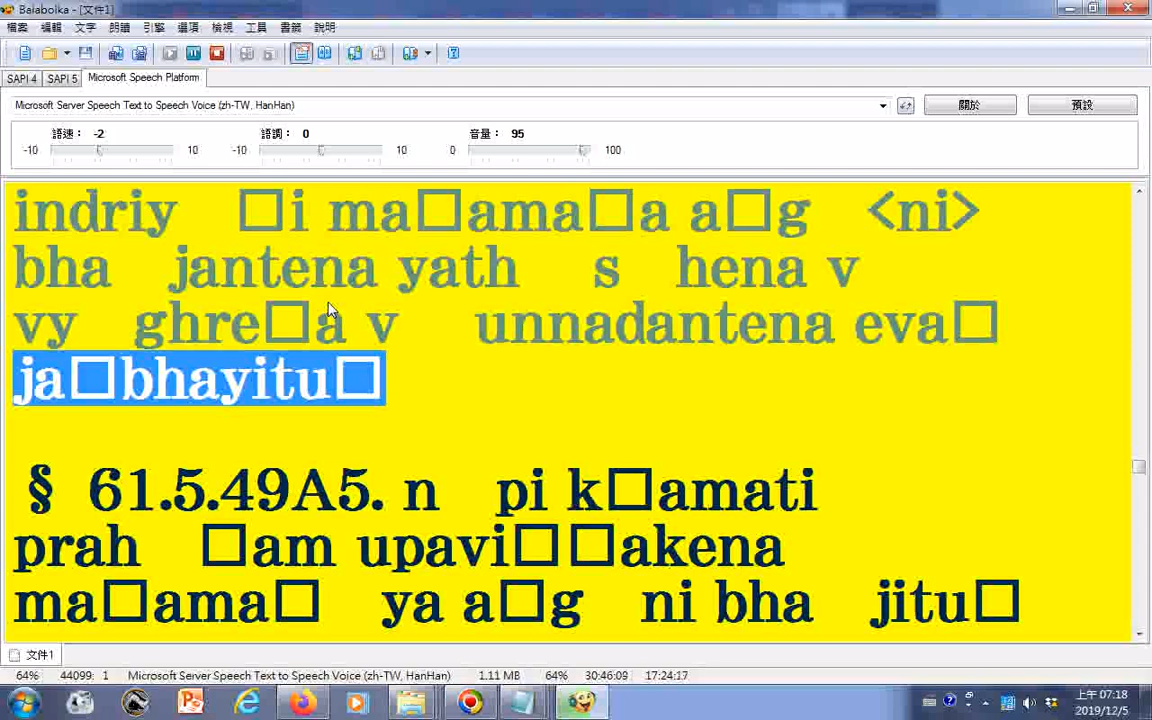 Balabolka - [文件1]
檔案 編輯 文字 朗讀 引擎 選項 檢視 工具 書籤 說明
SAPI 4 SAPI 5 Microsoft Speech Platform
Microsoft Server Speech Text to Speech Voice (zh-TW, HanHan) 關於 預設
語速： -2 語調： 0 音量： 95
-10 10 -10 10 0 100
indriy □i ma□ama□a a□g <ni>
bha jantena yath s hena v
vy ghre□a v unnadantena eva□
ja□bhayitu□
§ 61.5.49A5. n pi k□amati
prah □am upavi□□akena
ma□ama□ ya a□g ni bha jitu□
文件1
64% 44099: 1 Microsoft Server Speech Text to Speech Voice (zh-TW, HanHan) 1.11 MB 64% 30:46:09 17:24:17
上午 07:18
2019/12/5